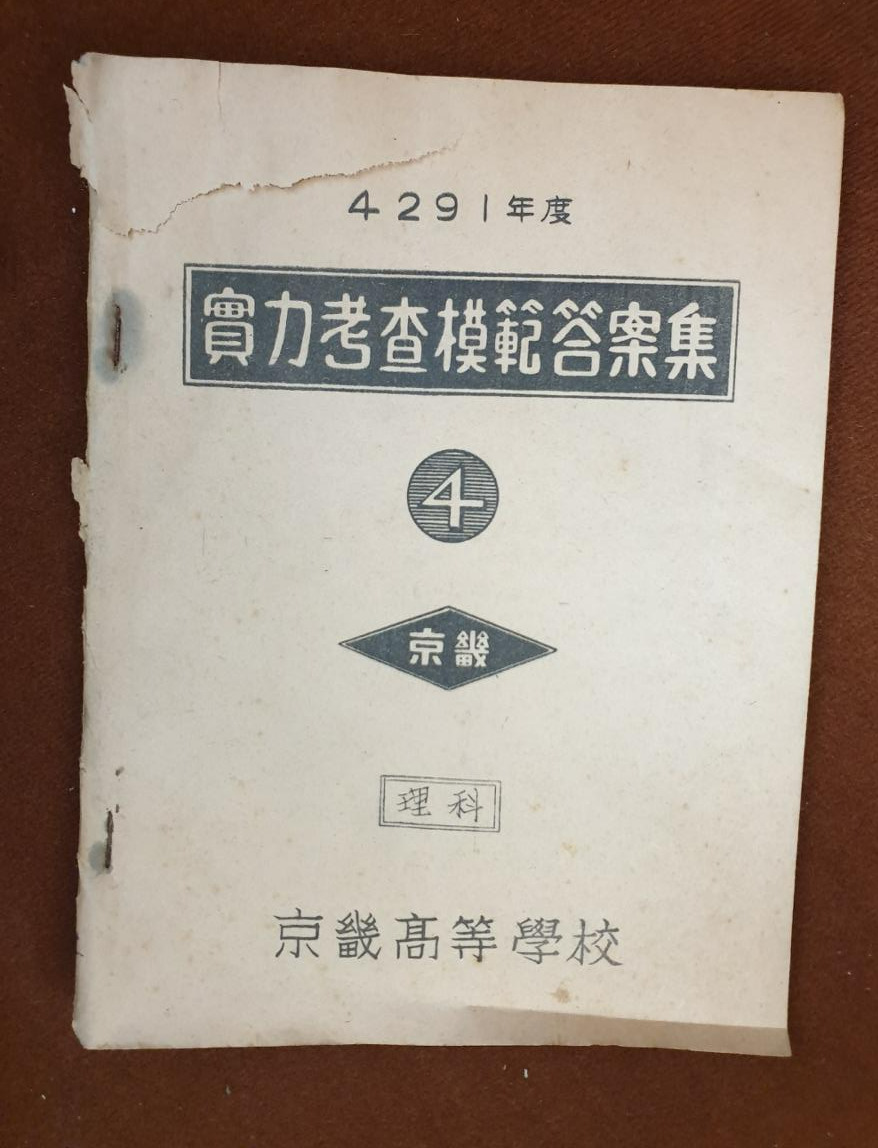 4291年度
實力考査模範答案集
4
京畿
理科
京畿高等學校